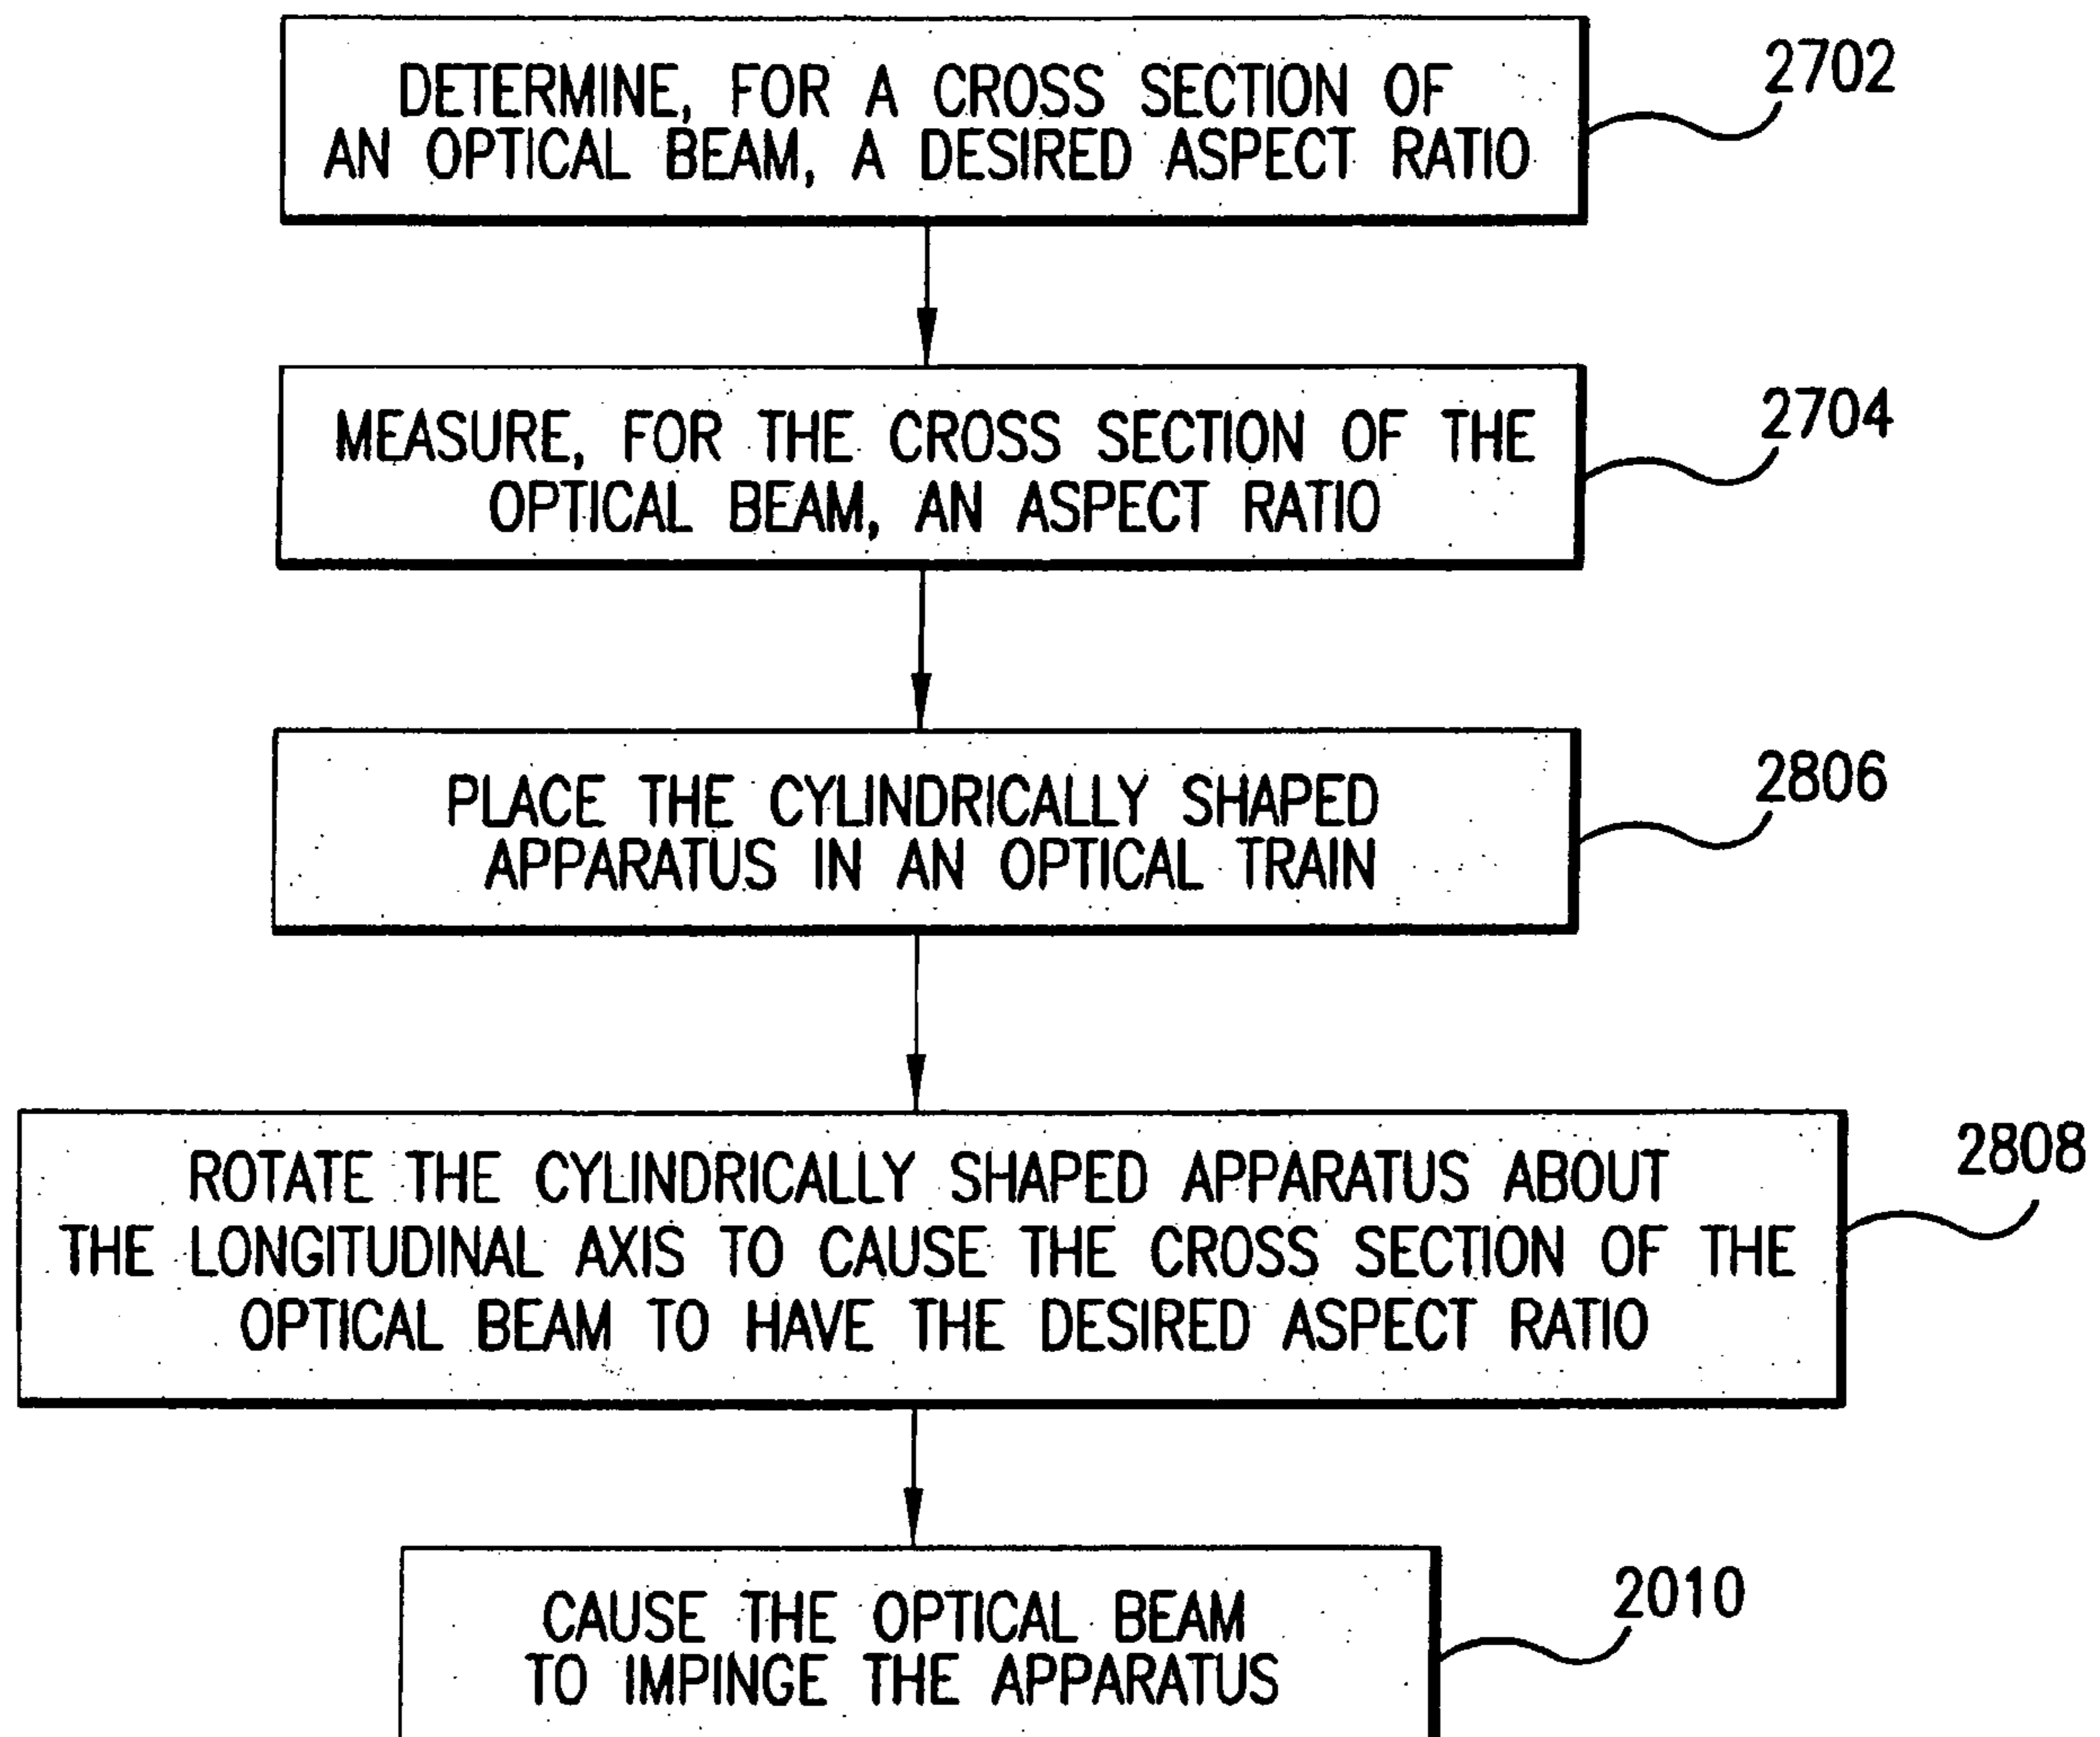 DETERMINE, FOR A CROSS SECTION OF
AN OPTICAL BEAM, A DESIRED ASPECT RATIO
2702
MEASURE, FOR THE CROSS SECTION OF THE
OPTICAL BEAM, AN ASPECT RATIO
2704
PLACE THE CYLINDRICALLY SHAPED
APPARATUS IN AN OPTICAL TRAIN
2806
ROTATE THE CYLINDRICALLY SHAPED APPARATUS ABOUT
THE LONGITUDINAL AXIS TO CAUSE THE CROSS SECTION OF THE
OPTICAL BEAM TO HAVE THE DESIRED ASPECT RATIO
2808
CAUSE THE OPTICAL BEAM
TO IMPINGE THE APPARATUS
2010